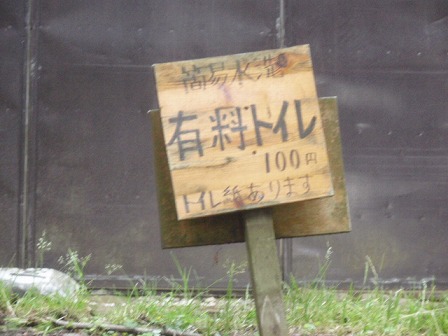 簡易水洗
有料トイレ
100円
トイレ紙あります